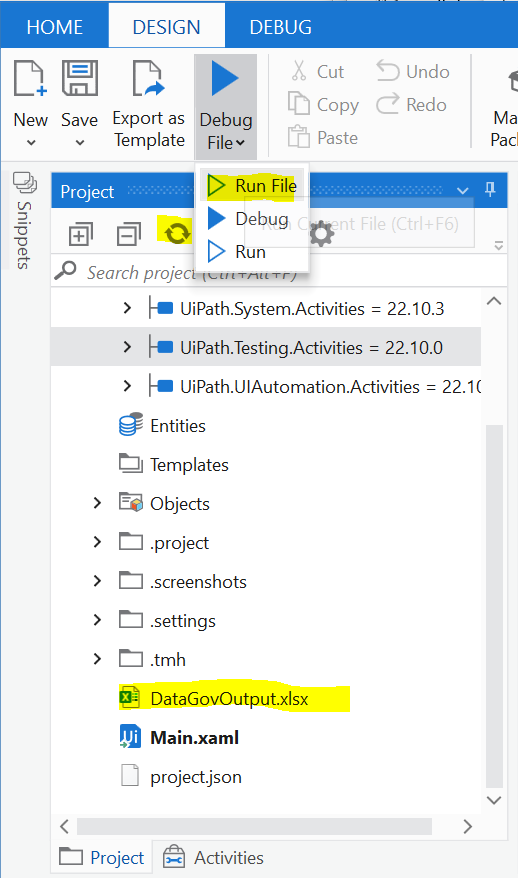 HOME DESIGN DEBUG
New Save Export as Template Debug File
Cut Undo
Copy Redo
Paste
Ma
Pack
Snippets
Project
Run File
Debug
Run
Run Current File (Ctrl+F6)
Search project (Ctrl+Alt+F)
UiPath.System.Activities = 22.10.3
UiPath.Testing.Activities = 22.10.0
UiPath.UIAutomation.Activities = 22.10
Entities
Templates
Objects
.project
.screenshots
.settings
.tmh
DataGovOutput.xlsx
Main.xaml
project.json
Project Activities